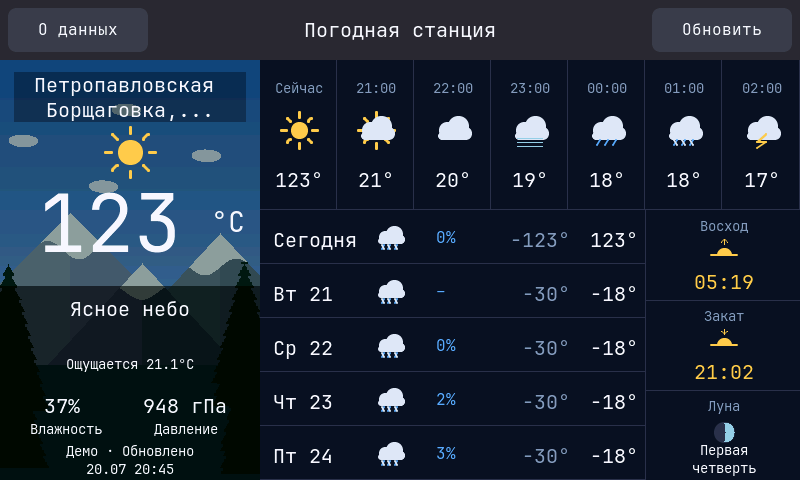 О данных
Погодная станция
Обновить
Петропавловская
Борщаговка,...
123 °C
Ясное небо
Ощущается 21.1°C
37% 948 гПа
Влажность Давление
Демо · Обновлено
20.07 20:45
Сейчас 21:00 22:00 23:00 00:00 01:00 02:00
123° 21° 20° 19° 18° 18° 17°
Сегодня 0% -123° 123°
Вт 21 – -30° -18°
Ср 22 0% -30° -18°
Чт 23 2% -30° -18°
Пт 24 3% -30° -18°
Восход
05:19
Закат
21:02
Луна
Первая
четверть